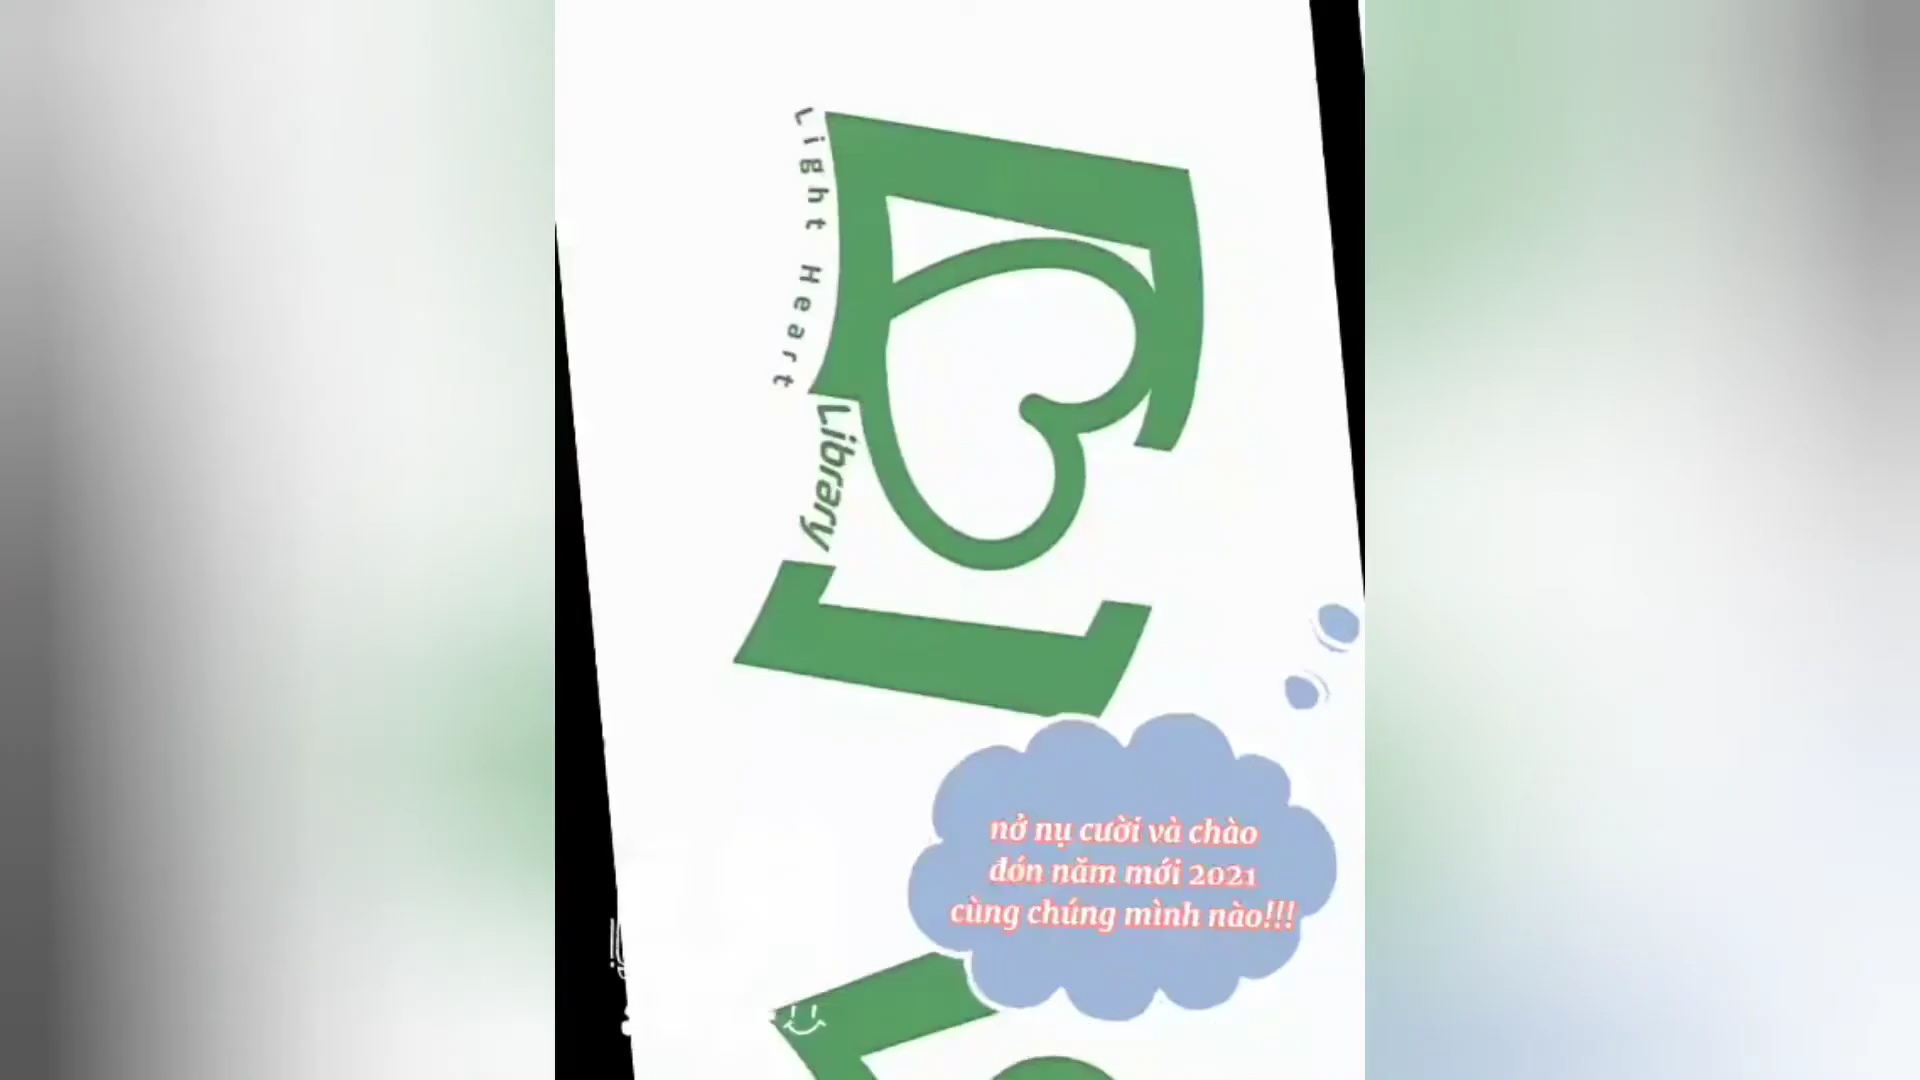 Light Heart
Library
nở nụ cười và chào
đón năm mới 2021
cùng chúng mình nào!!!